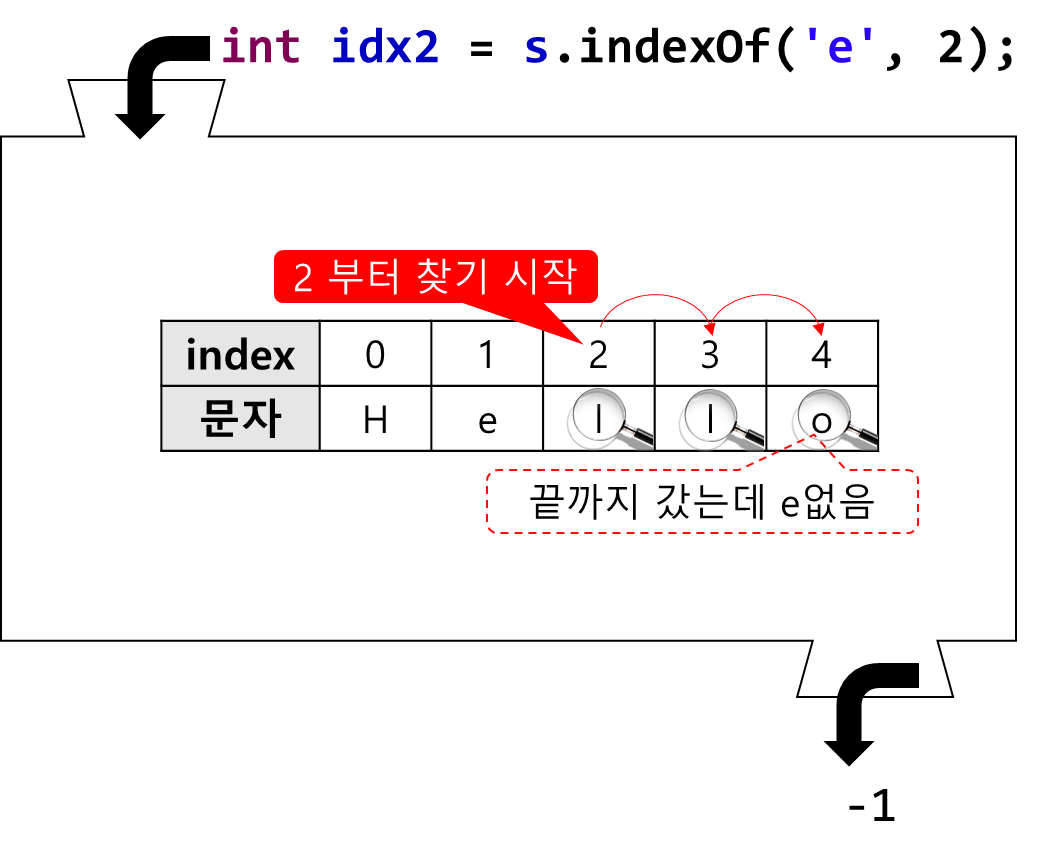 int idx2 = s.indexOf('e', 2);
2 부터 찾기 시작
index 0 1 2 3 4
문자 H e l l o
끝까지 갔는데 e없음
-1